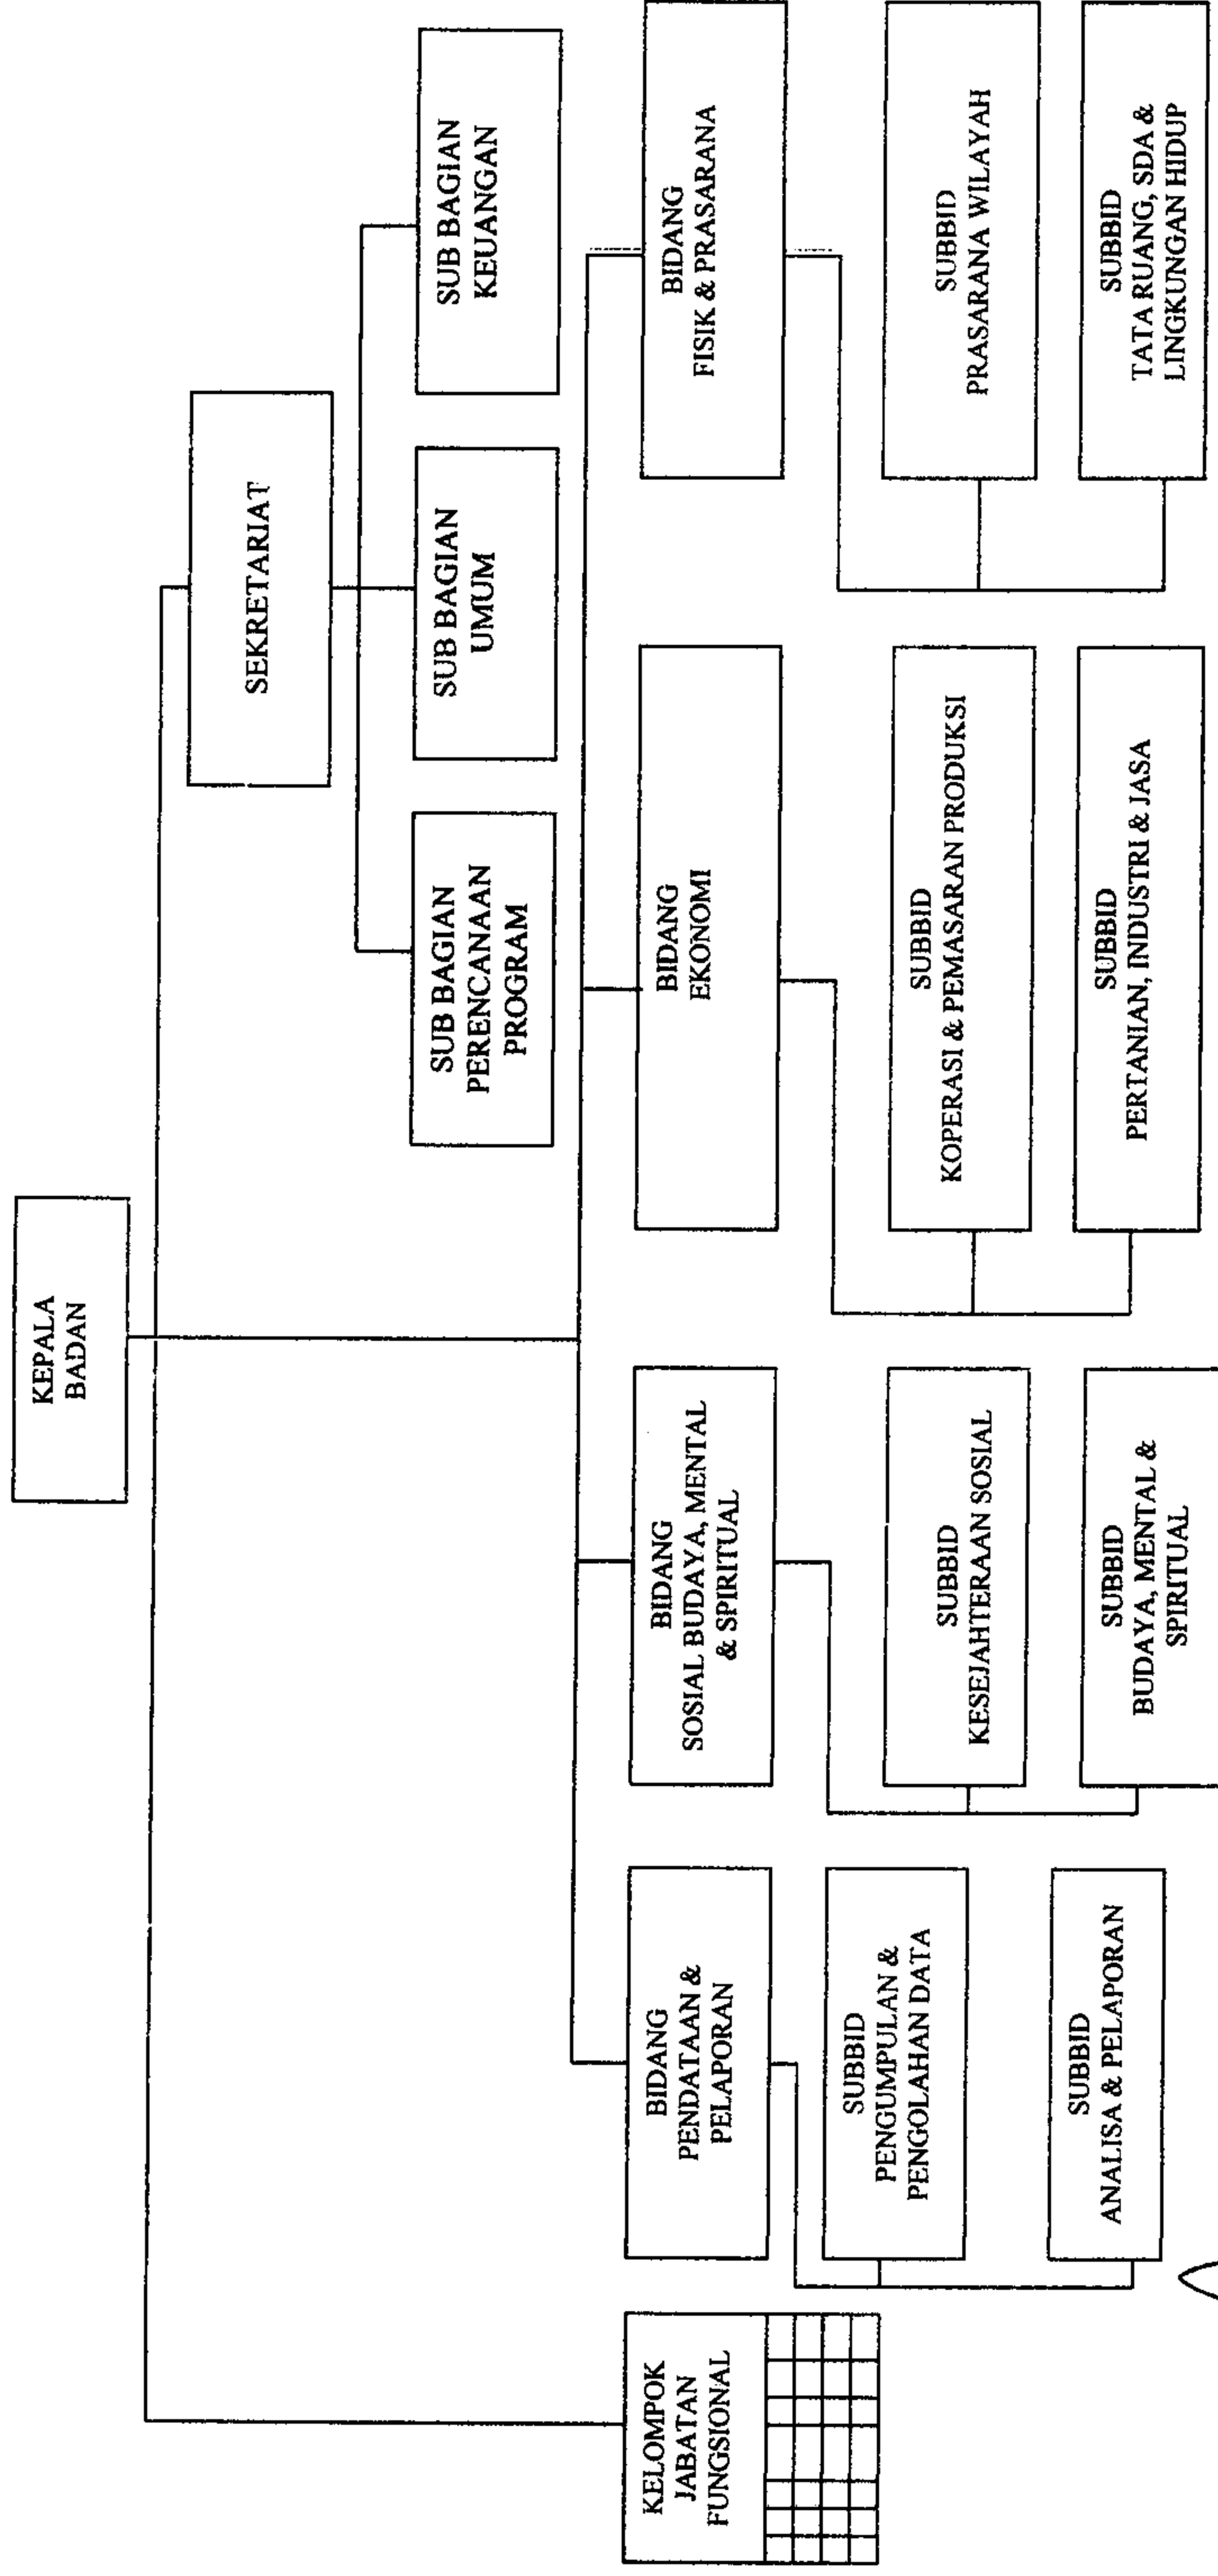 KEPALA
BADAN
SEKRETARIAT
SUB BAGIAN
PERENCANAAN
PROGRAM
SUB BAGIAN
UMUM
SUB BAGIAN
KEUANGAN
KELOMPOK
JABATAN
FUNGSIONAL
BIDANG
PENDATAAN &
PELAPORAN
BIDANG
SOSIAL BUDAYA, MENTAL
& SPIRITUAL
BIDANG
EKONOMI
BIDANG
FISIK & PRASARANA
SUBBID
PENGUMPULAN &
PENGOLAHAN DATA
SUBBID
KESEJAHTERAAN SOSIAL
SUBBID
KOPERASI & PEMASARAN PRODUKSI
SUBBID
PRASARANA WILAYAH
SUBBID
ANALISA & PELAPORAN
SUBBID
BUDAYA, MENTAL &
SPIRITUAL
SUBBID
PERTANIAN, INDUSTRI & JASA
SUBBID
TATA RUANG, SDA &
LINGKUNGAN HIDUP